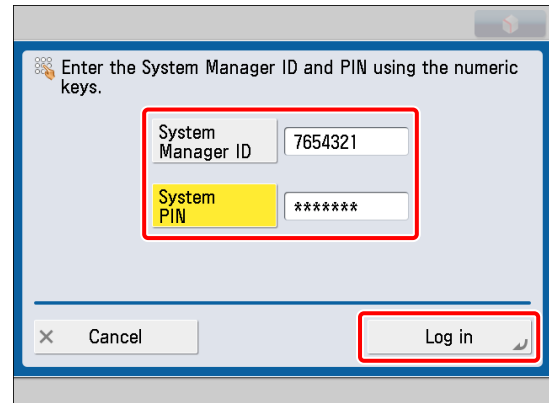 Enter the System Manager ID and PIN using the numeric
keys.
System
Manager ID
7654321
System
PIN
*******
Cancel
Log in